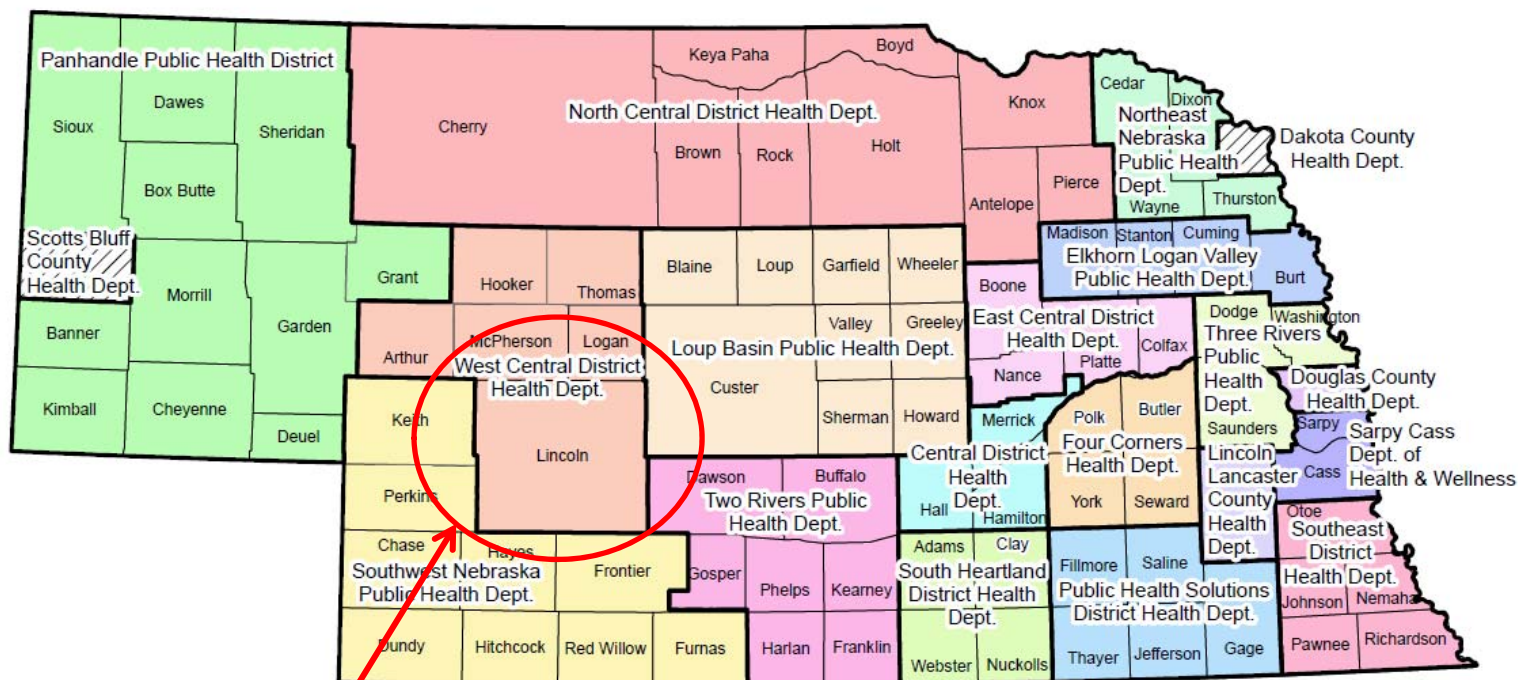 Panhandle Public Health District
Sioux
Dawes
Sheridan
Box Butte
Scotts Bluff
County
Health Dept.
Morrill
Garden
Grant
Banner
Kimball
Cheyenne
Deuel
Cherry
Keya Paha
Boyd
North Central District Health Dept.
Brown
Rock
Holt
Knox
Antelope
Pierce
Cedar
Dixon
Northeast
Nebraska
Public Health
Dept.
Wayne
Thurston
Dakota County
Health Dept.
Madison
Stanton
Cuming
Elkhorn Logan Valley
Public Health Dept.
Burt
Hooker
Thomas
Arthur
McPherson
Logan
West Central District
Health Dept.
Lincoln
Blaine
Loup
Garfield
Wheeler
Valley
Greeley
Loup Basin Public Health Dept.
Custer
Sherman
Howard
Boone
East Central District
Health Dept.
Platte
Colfax
Nance
Dodge
Washington
Three Rivers
Public
Health
Dept.
Saunders
Douglas County
Health Dept.
Sarpy
Cass
Sarpy Cass
Dept. of
Health & Wellness
Keith
Perkins
Chase
Hayes
Frontier
Southwest Nebraska
Public Health Dept.
Dundy
Hitchcock
Red Willow
Furnas
Dawson
Buffalo
Two Rivers Public
Health Dept.
Gosper
Phelps
Kearney
Harlan
Franklin
Merrick
Central District
Health
Dept.
Hall
Hamilton
Polk
Butler
Four Corners
Health Dept.
York
Seward
Lincoln
Lancaster
County
Health
Dept.
Adams
Clay
South Heartland
District Health
Dept.
Webster
Nuckolls
Fillmore
Saline
Public Health Solutions
District Health Dept.
Thayer
Jefferson
Gage
Otoe
Southeast
District
Health Dept.
Johnson
Nemaha
Pawnee
Richardson